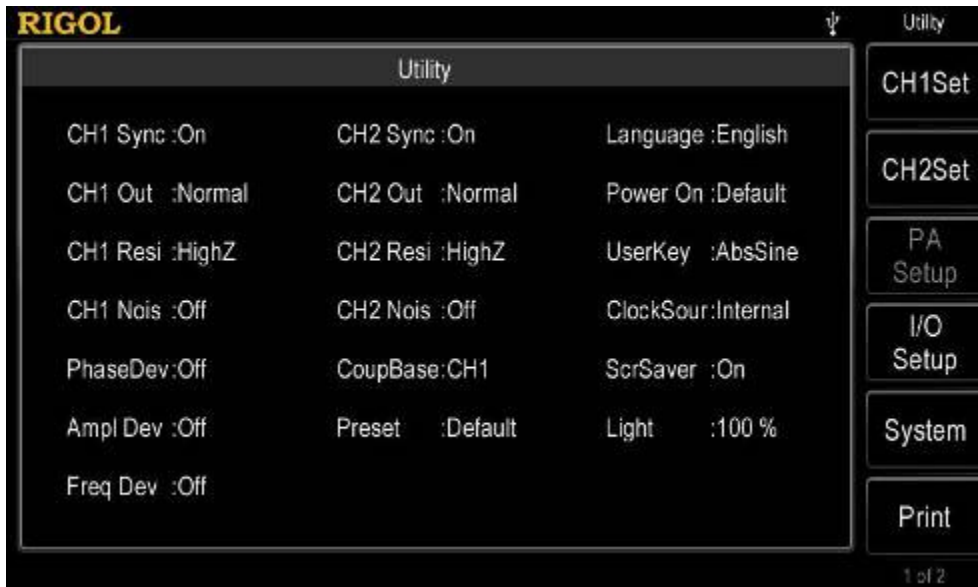 RIGOL
Utility
Utility
CH1 Sync :On CH2 Sync :On Language :English
CH1 Out :Normal CH2 Out :Normal Power On :Default
CH1 Resi :HighZ CH2 Resi :HighZ UserKey :AbsSine
CH1 Nois :Off CH2 Nois :Off ClockSour:Internal
PhaseDev:Off CoupBase:CH1 ScrSaver :On
Ampl Dev :Off Preset :Default Light :100 %
Freq Dev :Off
CH1Set
CH2Set
PA
Setup
I/O
Setup
System
Print
1 of 2